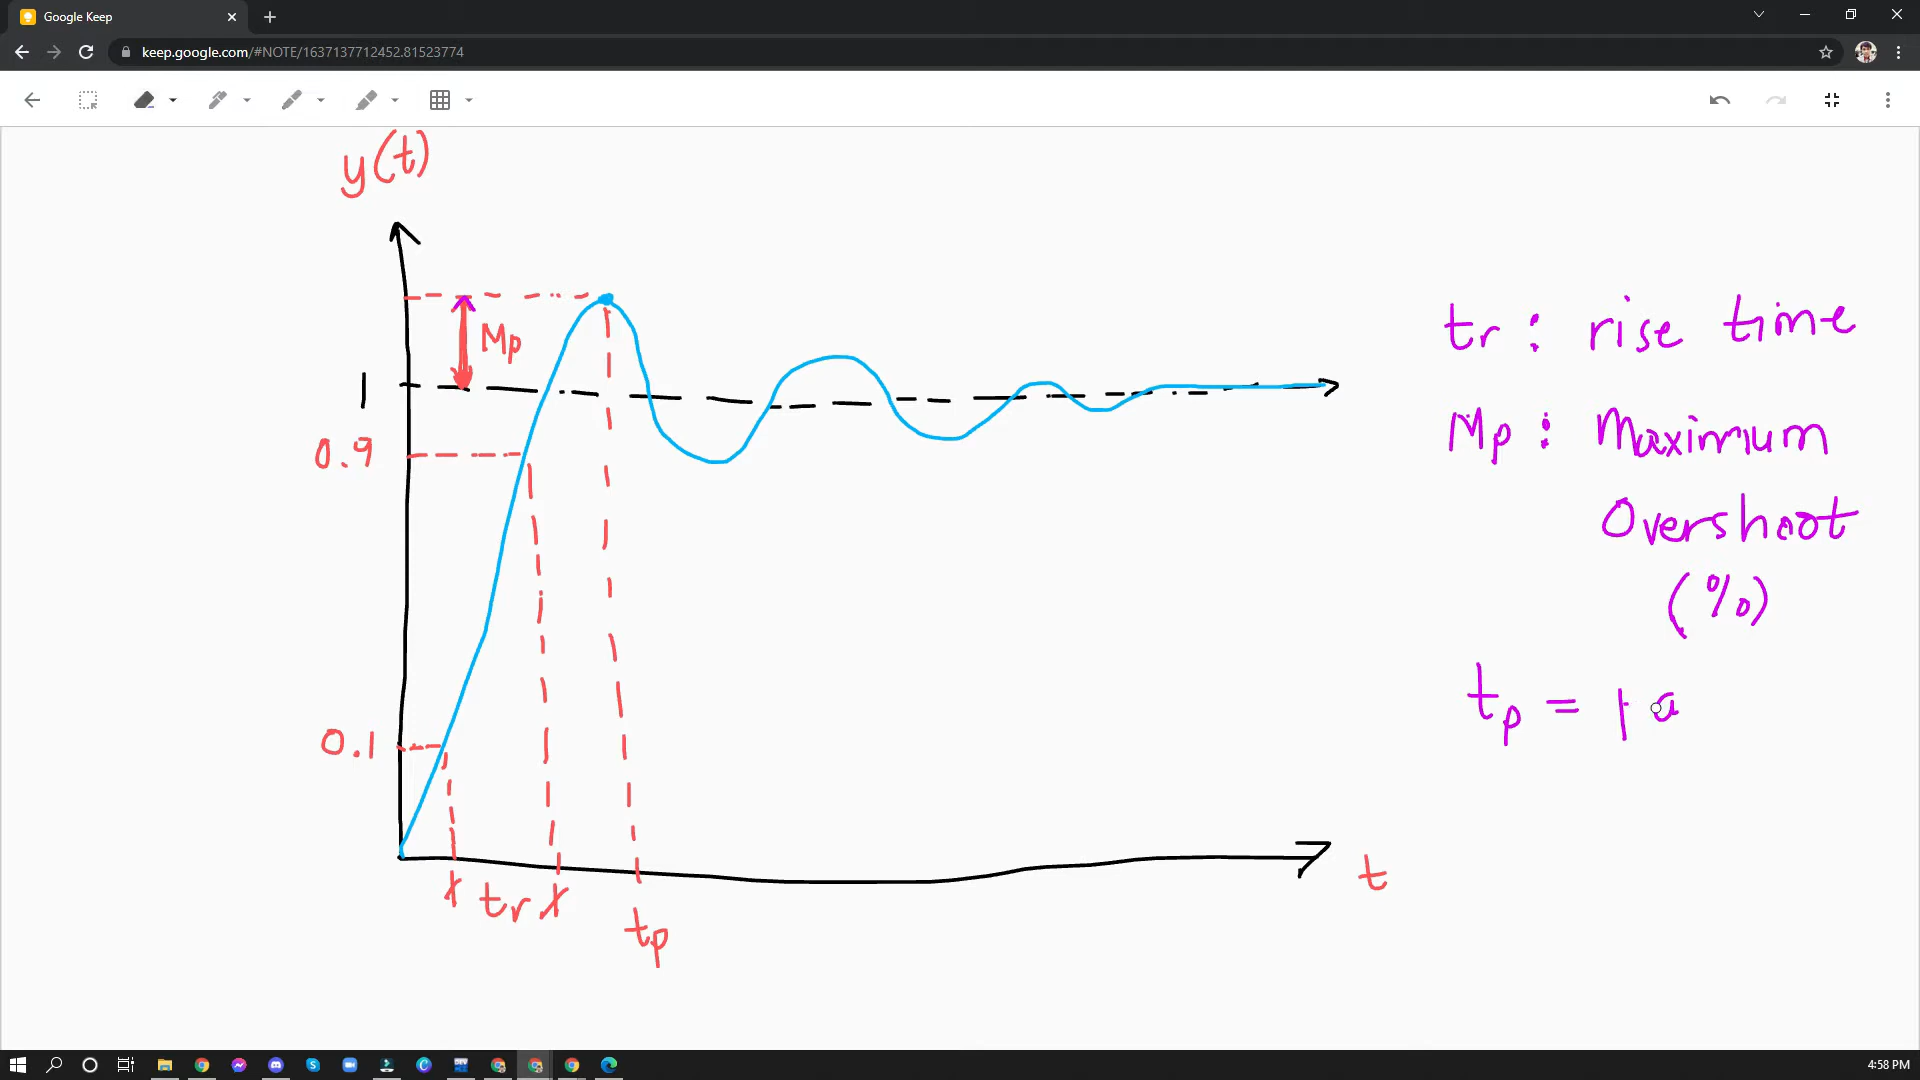 Google Keep
keep.google.com/#NOTE/1637137712452.81523774
y(t)
Mp
1
0.9
0.1
tr
tp
t
tr : rise time
Mp : Maximum
Overshoot
(%)
tp =
4:58 PM